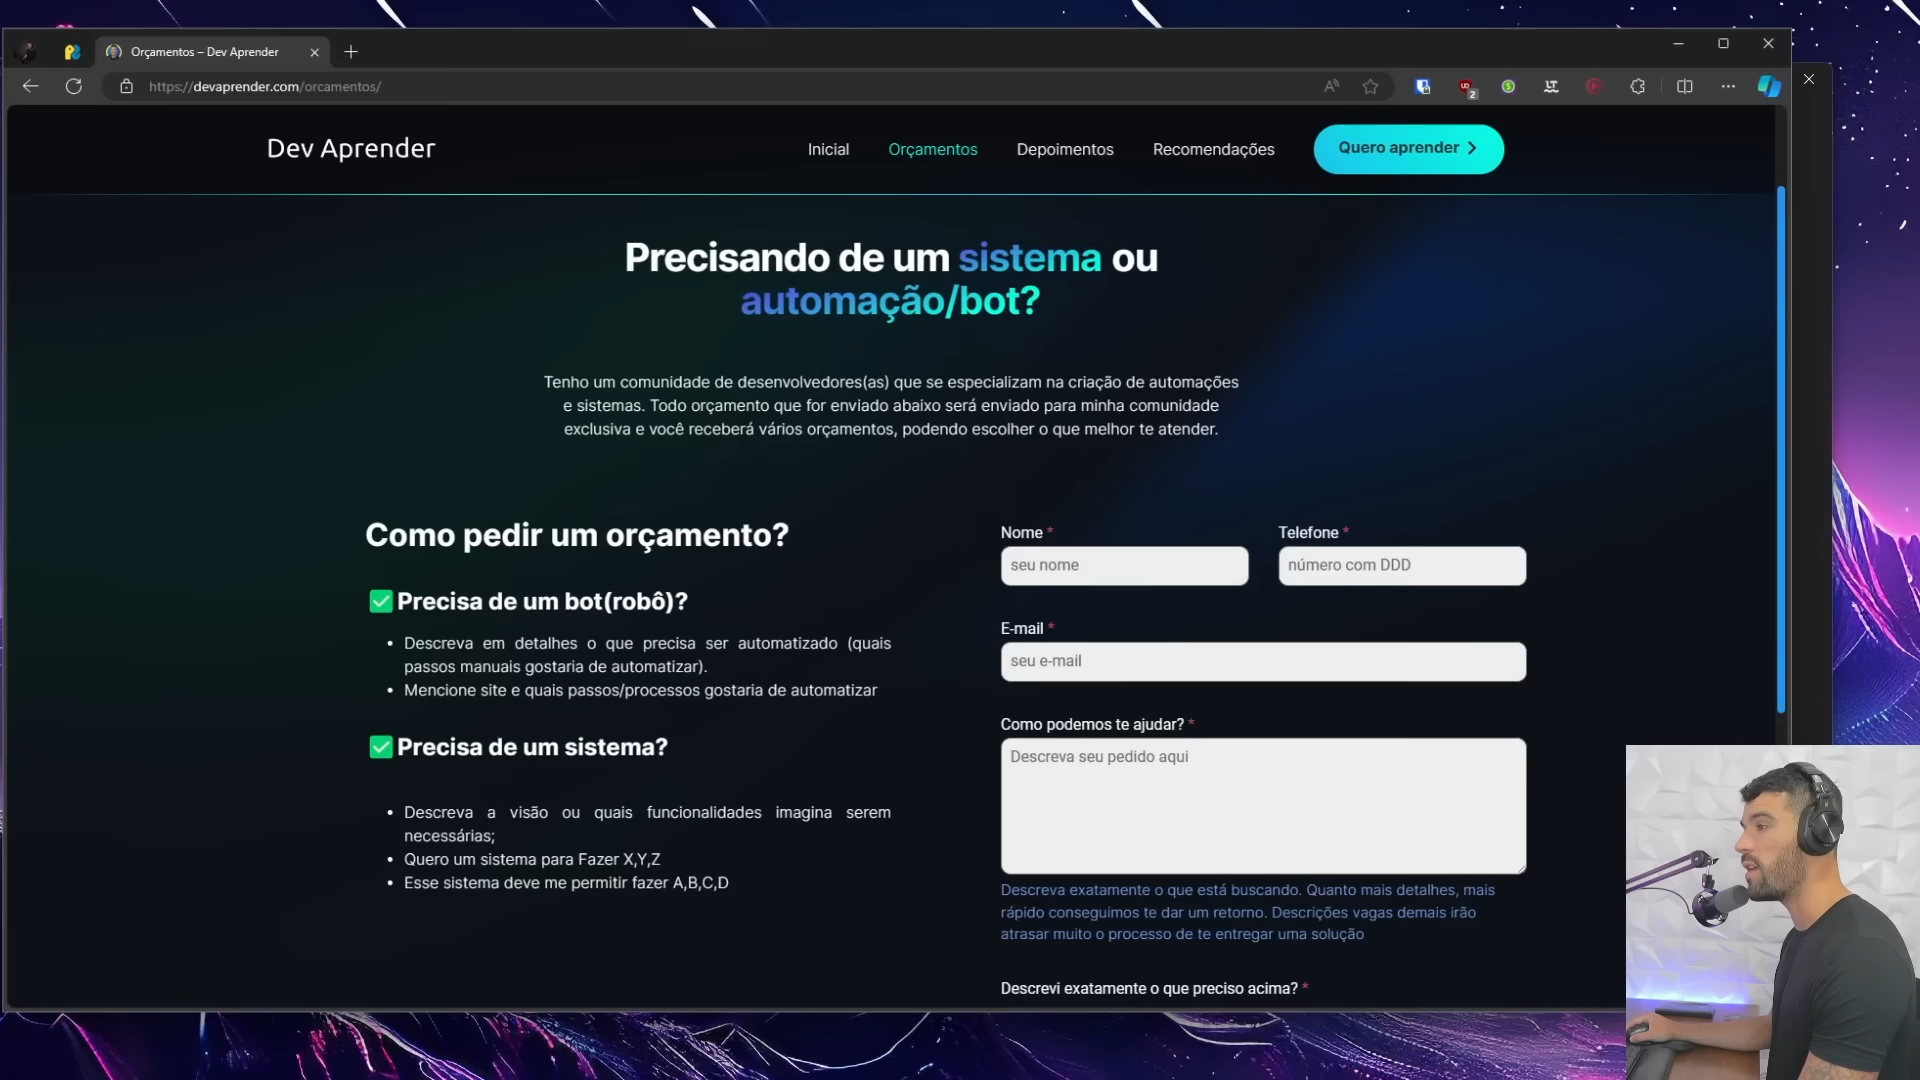 Orçamentos – Dev Aprender
https://devaprender.com/orcamentos/
2
Dev Aprender
Inicial
Orçamentos
Depoimentos
Recomendações
Quero aprender
Precisando de um sistema ou
automação/bot?
Tenho um comunidade de desenvolvedores(as) que se especializam na criação de automações
e sistemas. Todo orçamento que for enviado abaixo será enviado para minha comunidade
exclusiva e você receberá vários orçamentos, podendo escolher o que melhor te atender.
Como pedir um orçamento?
Precisa de um bot(robô)?
• Descreva em detalhes o que precisa ser automatizado (quais
passos manuais gostaria de automatizar).
• Mencione site e quais passos/processos gostaria de automatizar
Precisa de um sistema?
• Descreva a visão ou quais funcionalidades imagina serem
necessárias;
• Quero um sistema para Fazer X,Y,Z
• Esse sistema deve me permitir fazer A,B,C,D
Nome *
seu nome
Telefone *
número com DDD
E-mail *
seu e-mail
Como podemos te ajudar? *
Descreva seu pedido aqui
Descreva exatamente o que está buscando. Quanto mais detalhes, mais
rápido conseguimos te dar um retorno. Descrições vagas demais irão
atrasar muito o processo de te entregar uma solução
Descrevi exatamente o que preciso acima? *